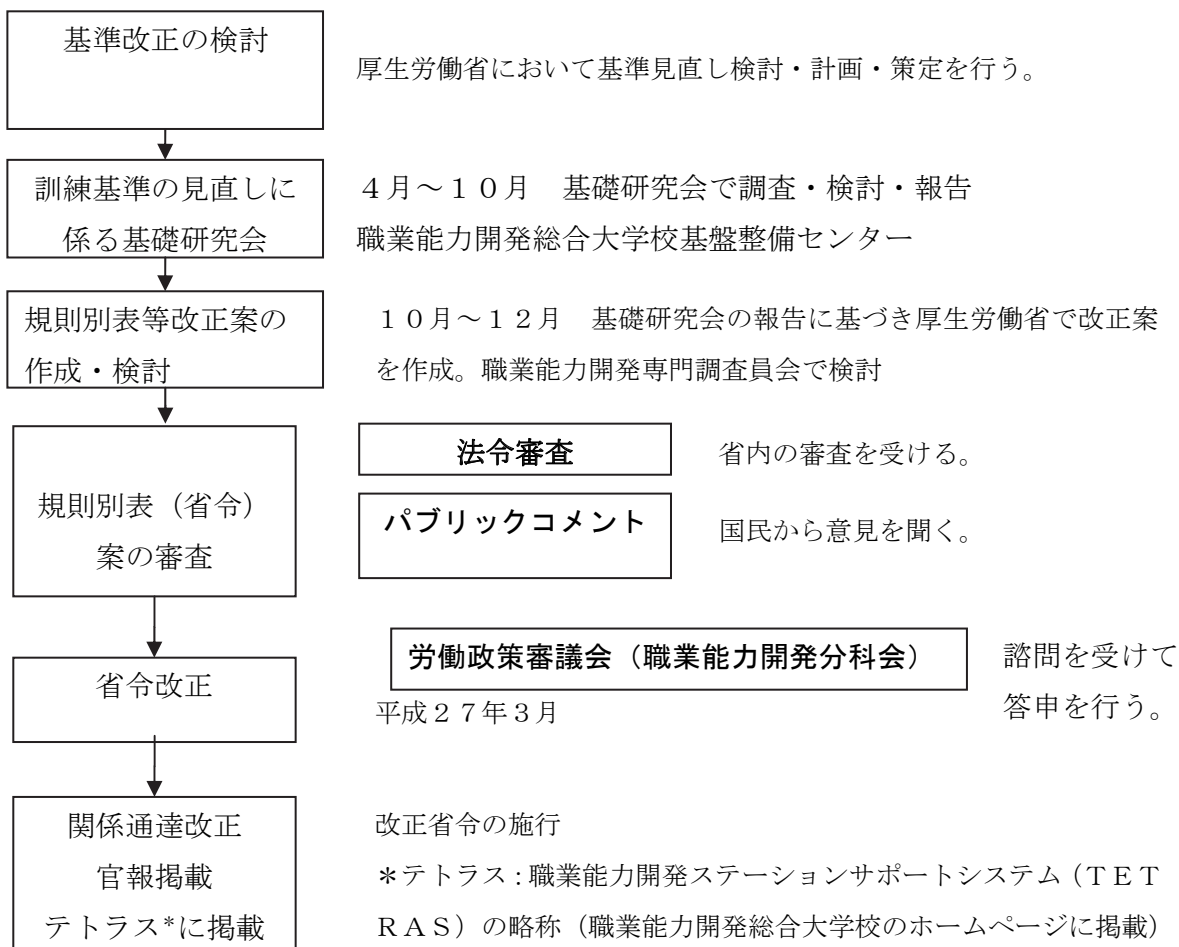 基準改正の検討
厚生労働省において基準見直し検討・計画・策定を行う。
訓練基準の見直しに
係る基礎研究会
４月～１０月　基礎研究会で調査・検討・報告
職業能力開発総合大学校基盤整備センター
規則別表等改正案の
作成・検討
１０月～１２月　基礎研究会の報告に基づき厚生労働省で改正案
を作成。職業能力開発専門調査員会で検討
規則別表（省令）
案の審査
法令審査
省内の審査を受ける。
パブリックコメント
国民から意見を聞く。
省令改正
労働政策審議会（職業能力開発分科会）
平成２７年３月
諮問を受けて
答申を行う。
関係通達改正
官報掲載
テトラス*に掲載
改正省令の施行
＊テトラス：職業能力開発ステーションサポートシステム（ＴＥＴ
ＲＡＳ）の略称（職業能力開発総合大学校のホームページに掲載）